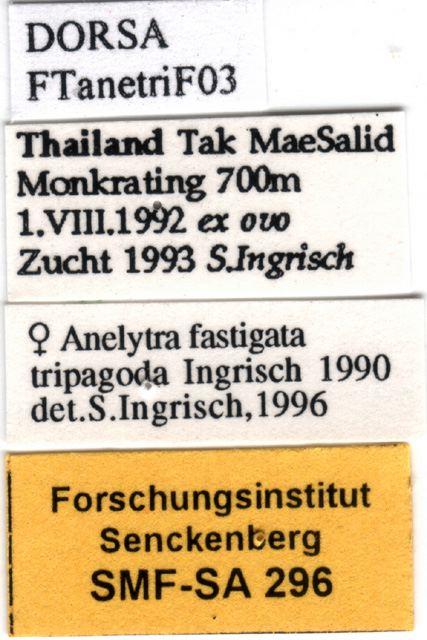 DORSA
FTanetriF03
Thailand Tak MaeSalid
Monkrating 700m
1.VIII.1992 ex ovo
Zucht 1993 S.Ingrisch
♀ Anelytra fastigata
tripagoda Ingrisch 1990
det.S.Ingrisch,1996
Forschungsinstitut
Senckenberg
SMF-SA 296